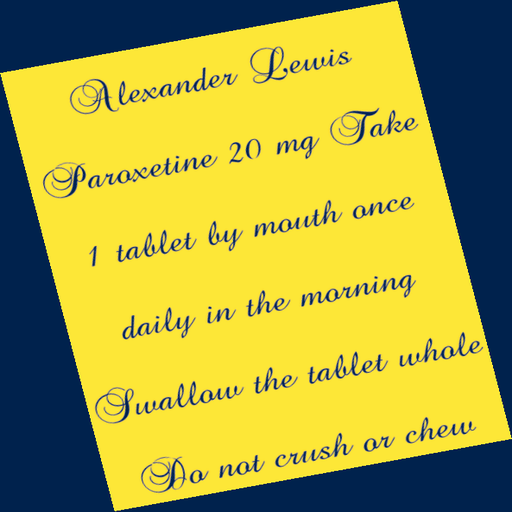 Alexander Lewis
Paroxetine 20 mg Take
1 tablet by mouth once
daily in the morning
Swallow the tablet whole
Do not crush or chew